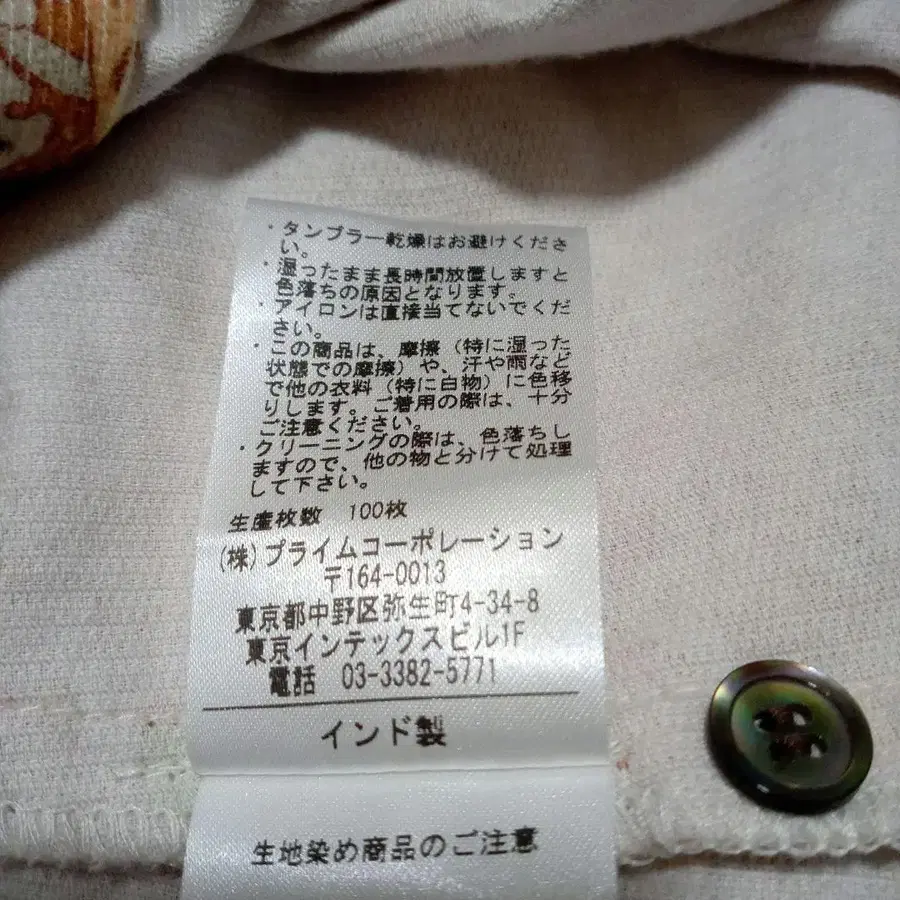 ・タンブラー乾燥はお避けくださ
い。
・湿ったまま長時間放置しますと
色落ちの原因となります。
・アイロンは直接当てないでくだ
さい。
・この商品は、摩擦（特に湿った
状態での摩擦）や、汗や雨など
で他の衣料（特に白物）に色移
りします。ご着用の際は、十分
ご注意ください。
・クリーニングの際は、色落ちし
ますので、他の物と分けて処理
して下さい。
生産枚数 100枚
(株)プライムコーポレーション
〒164-0013
東京都中野区弥生町4-34-8
東京インテックスビル1F
電話 03-3382-5771
インド製
生地染め商品のご注意